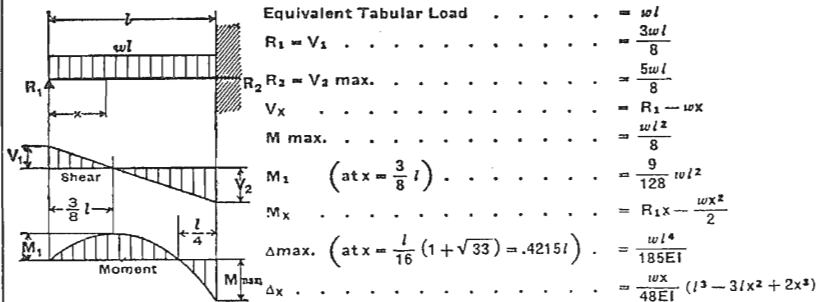 l
wl
R₁
R₂
x
V₁
Shear
V₂
3/8 l
l/4
M₁
Moment
M max.
Equivalent Tabular Load . . . . . = wl
R₁ = V₁ . . . . . . . . . . . = 3wl/8
R₂ = V₂ max. . . . . . . . . . = 5wl/8
Vx . . . . . . . . . . . . = R₁ − wx
M max. . . . . . . . . . . . = wl²/8
M₁ (at x = 3/8 l) . . . . . . . = 9/128 wl²
Mx . . . . . . . . . . . . = R₁x − wx²/2
Δmax. (at x = l/16 (1 + √33) = .4215l) . = wl⁴/185EI
Δx . . . . . . . . . . . . = wx/48EI (l³ − 3lx² + 2x³)